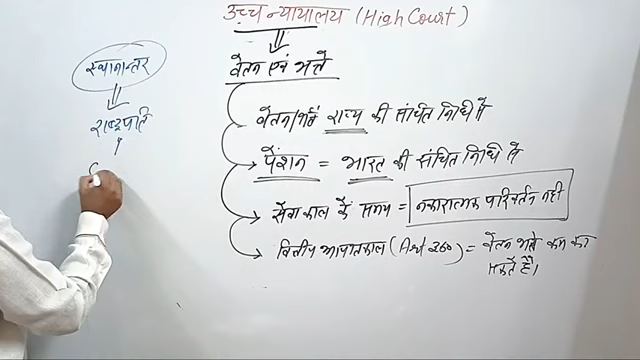 उच्च न्यायालय (High Court)
वेतन एवं भत्ते
स्थानान्तर
राष्ट्रपति
वेतन/भत्ते राज्य की संचित निधि से
पेंशन = भारत की संचित निधि से
सेवा काल के समय = नकारात्मक परिवर्तन नहीं
वित्तीय आपातकाल ( 360) = वेतन भत्ते कम कर
सकते हैं।